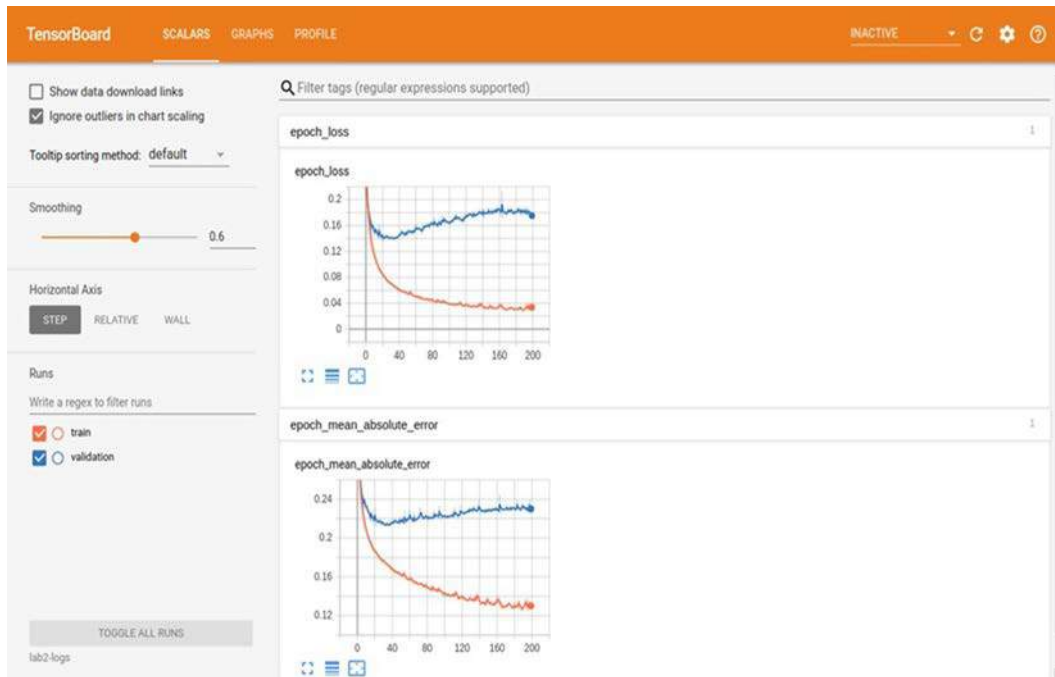 TensorBoard SCALARS GRAPHS PROFILE INACTIVE
Show data download links
Ignore outliers in chart scaling
Tooltip sorting method: default
Smoothing
0.6
Horizontal Axis
STEP RELATIVE WALL
Runs
Write a regex to filter runs
train
validation
TOGGLE ALL RUNS
lab2-logs
Filter tags (regular expressions supported)
epoch_loss 1
epoch_loss
0.2
0.16
0.12
0.08
0.04
0
0 40 80 120 160 200
epoch_mean_absolute_error 1
epoch_mean_absolute_error
0.24
0.2
0.16
0.12
0 40 80 120 160 200